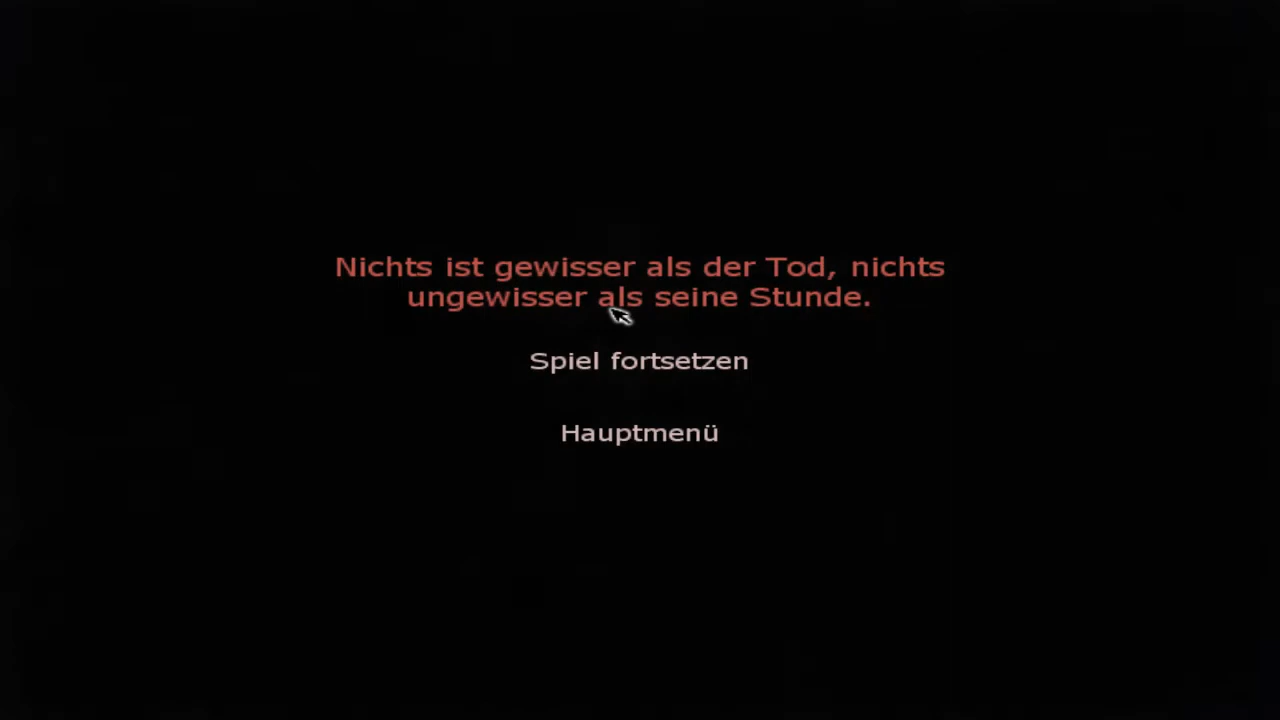 Nichts ist gewisser als der Tod, nichts
ungewisser als seine Stunde.
Spiel fortsetzen
Hauptmenü